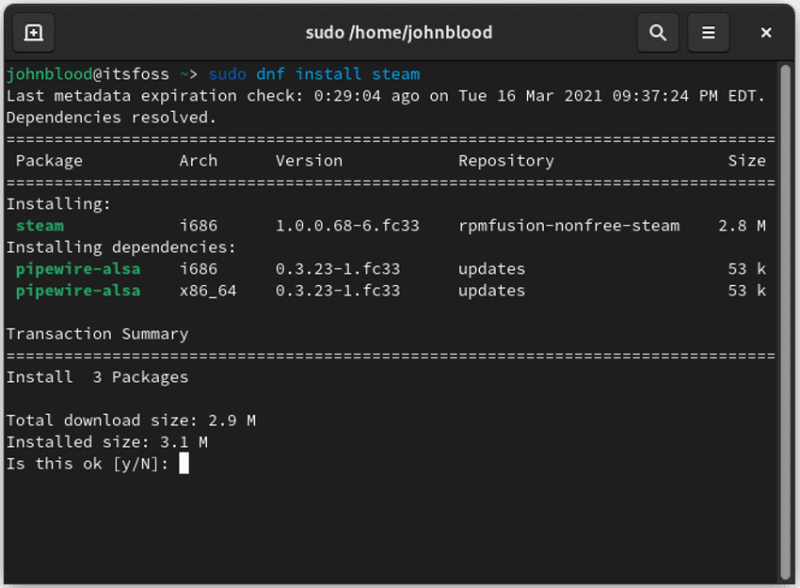 sudo /home/johnblood
johnblood@itsfoss ~> sudo dnf install steam
Last metadata expiration check: 0:29:04 ago on Tue 16 Mar 2021 09:37:24 PM EDT.
Dependencies resolved.
================================================================================
 Package          Arch      Version            Repository                  Size
================================================================================
Installing:
 steam            i686      1.0.0.68-6.fc33    rpmfusion-nonfree-steam    2.8 M
Installing dependencies:
 pipewire-alsa    i686      0.3.23-1.fc33      updates                     53 k
 pipewire-alsa    x86_64    0.3.23-1.fc33      updates                     53 k
Transaction Summary
================================================================================
Install  3 Packages
Total download size: 2.9 M
Installed size: 3.1 M
Is this ok [y/N]: